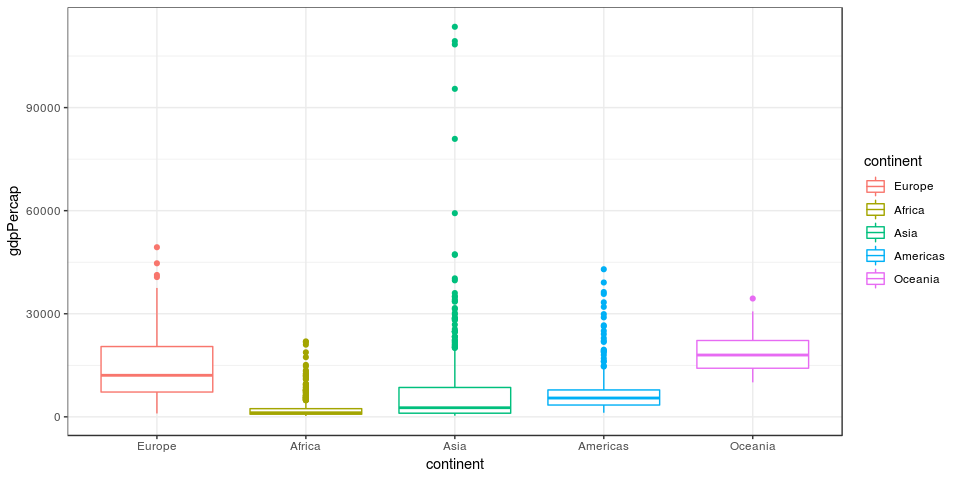 gdpPercap
90000
60000
30000
0
Europe
Africa
Asia
Americas
Oceania
continent
continent
Europe
Africa
Asia
Americas
Oceania